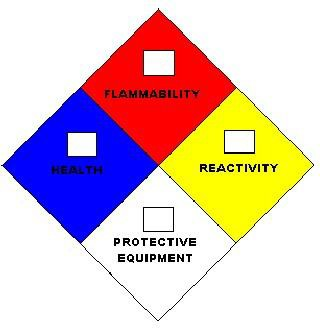 FLAMMABILITY
HEALTH
REACTIVITY
PROTECTIVE
EQUIPMENT